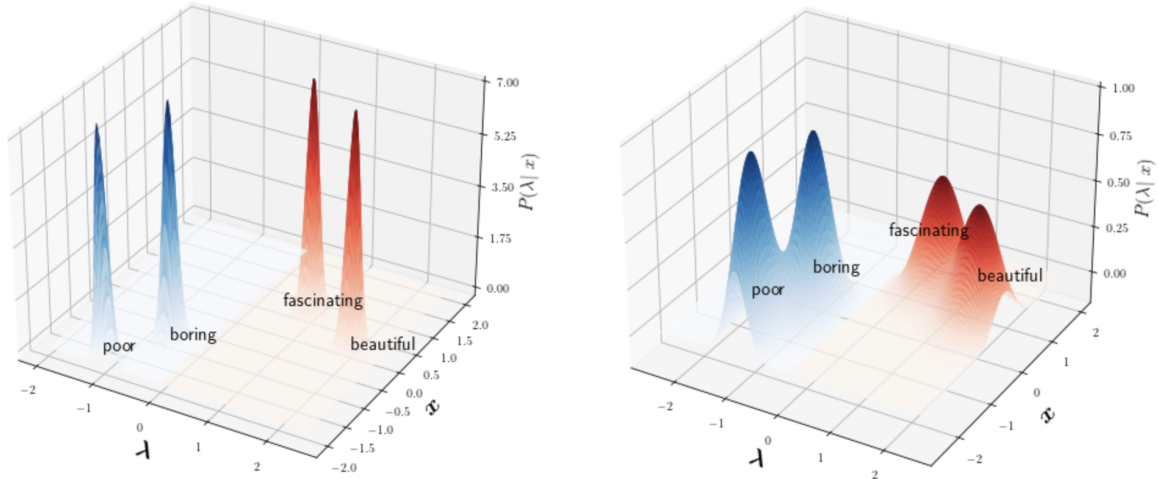 7.00
5.25
3.50
1.75
0.00
P(λ| x)
fascinating
boring
poor
beautiful
−2
−1
0
1
2
λ
−2.0
−1.5
−1.0
−0.5
0.0
0.5
1.0
1.5
2.0
x
1.00
0.75
0.50
0.25
0.00
P(λ| x)
fascinating
boring
poor
beautiful
−2
−1
0
1
2
λ
−2
−1
0
1
2
x